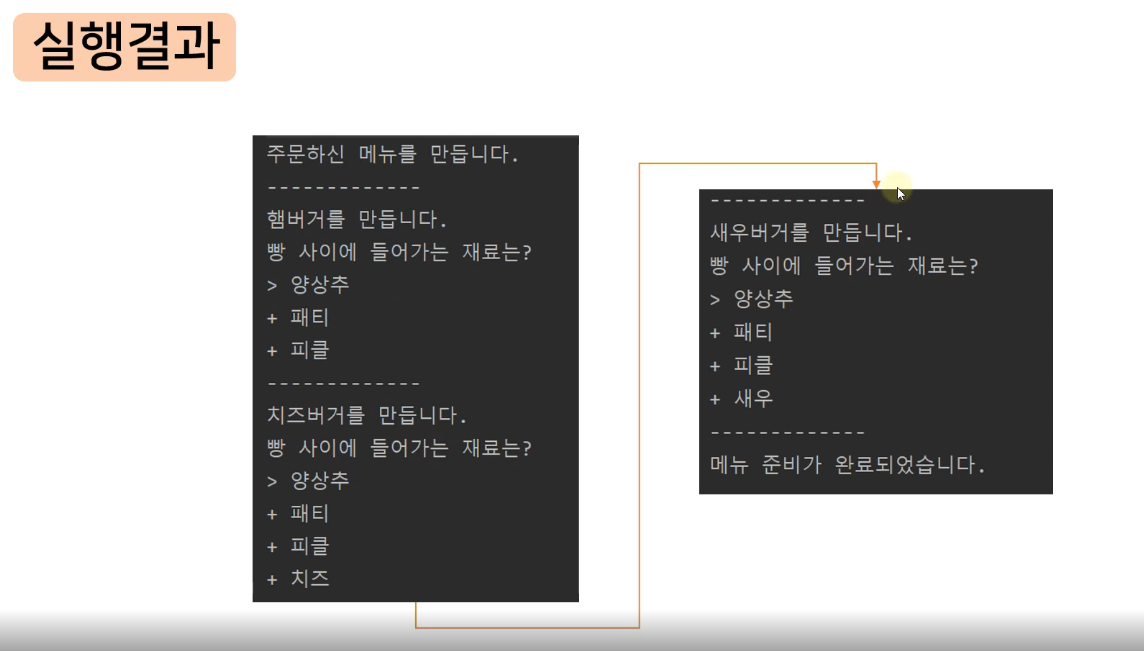 실행결과
주문하신 메뉴를 만듭니다.
-------------
햄버거를 만듭니다.
빵 사이에 들어가는 재료는?
> 양상추
+ 패티
+ 피클
-------------
치즈버거를 만듭니다.
빵 사이에 들어가는 재료는?
> 양상추
+ 패티
+ 피클
+ 치즈
-------------
새우버거를 만듭니다.
빵 사이에 들어가는 재료는?
> 양상추
+ 패티
+ 피클
+ 새우
-------------
메뉴 준비가 완료되었습니다.